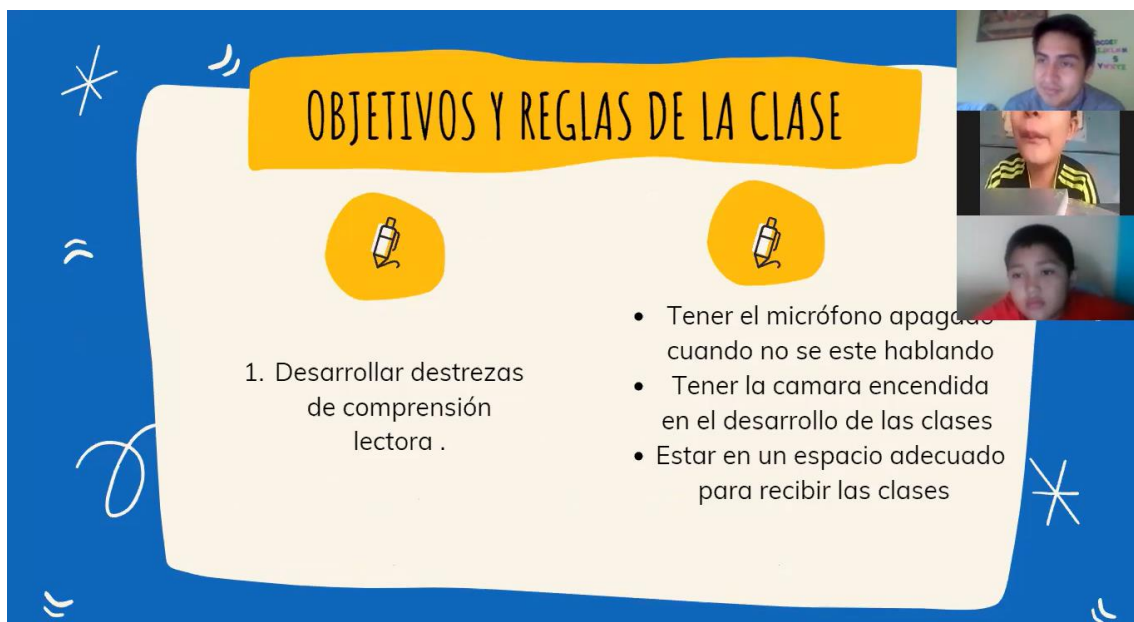 OBJETIVOS Y REGLAS DE LA CLASE
1. Desarrollar destrezas
de comprensión
lectora .
• Tener el micrófono apagado
cuando no se este hablando
• Tener la camara encendida
en el desarrollo de las clases
• Estar en un espacio adecuado
para recibir las clases